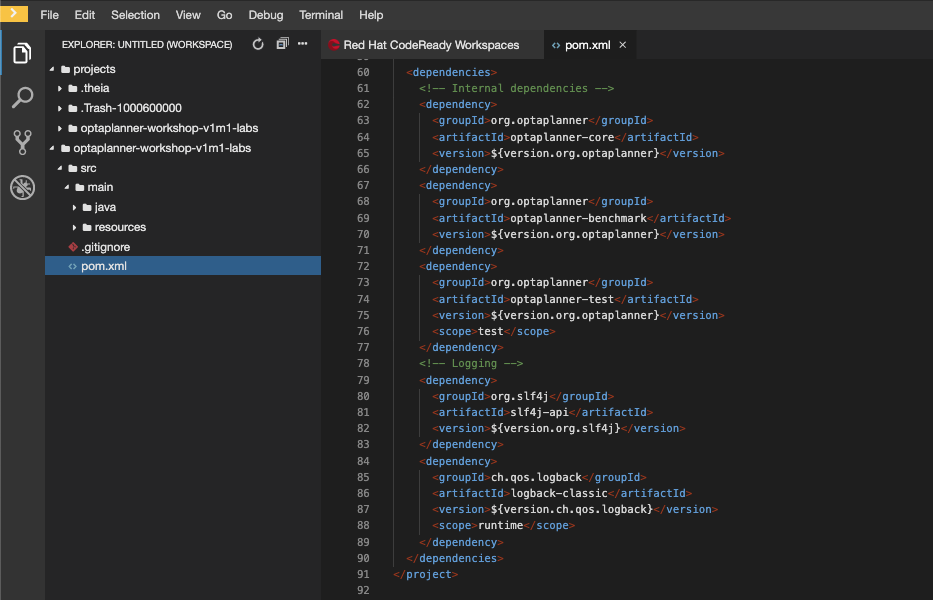 File Edit Selection View Go Debug Terminal Help
EXPLORER: UNTITLED (WORKSPACE)
projects
.theia
.Trash-1000600000
optaplanner-workshop-v1m1-labs
optaplanner-workshop-v1m1-labs
src
main
java
resources
.gitignore
pom.xml
Red Hat CodeReady Workspaces
pom.xml
60 <dependencies>
61 <!-- Internal dependencies -->
62 <dependency>
63 <groupId>org.optaplanner</groupId>
64 <artifactId>optaplanner-core</artifactId>
65 <version>${version.org.optaplanner}</version>
66 </dependency>
67 <dependency>
68 <groupId>org.optaplanner</groupId>
69 <artifactId>optaplanner-benchmark</artifactId>
70 <version>${version.org.optaplanner}</version>
71 </dependency>
72 <dependency>
73 <groupId>org.optaplanner</groupId>
74 <artifactId>optaplanner-test</artifactId>
75 <version>${version.org.optaplanner}</version>
76 <scope>test</scope>
77 </dependency>
78 <!-- Logging -->
79 <dependency>
80 <groupId>org.slf4j</groupId>
81 <artifactId>slf4j-api</artifactId>
82 <version>${version.org.slf4j}</version>
83 </dependency>
84 <dependency>
85 <groupId>ch.qos.logback</groupId>
86 <artifactId>logback-classic</artifactId>
87 <version>${version.ch.qos.logback}</version>
88 <scope>runtime</scope>
89 </dependency>
90 </dependencies>
91 </project>
92